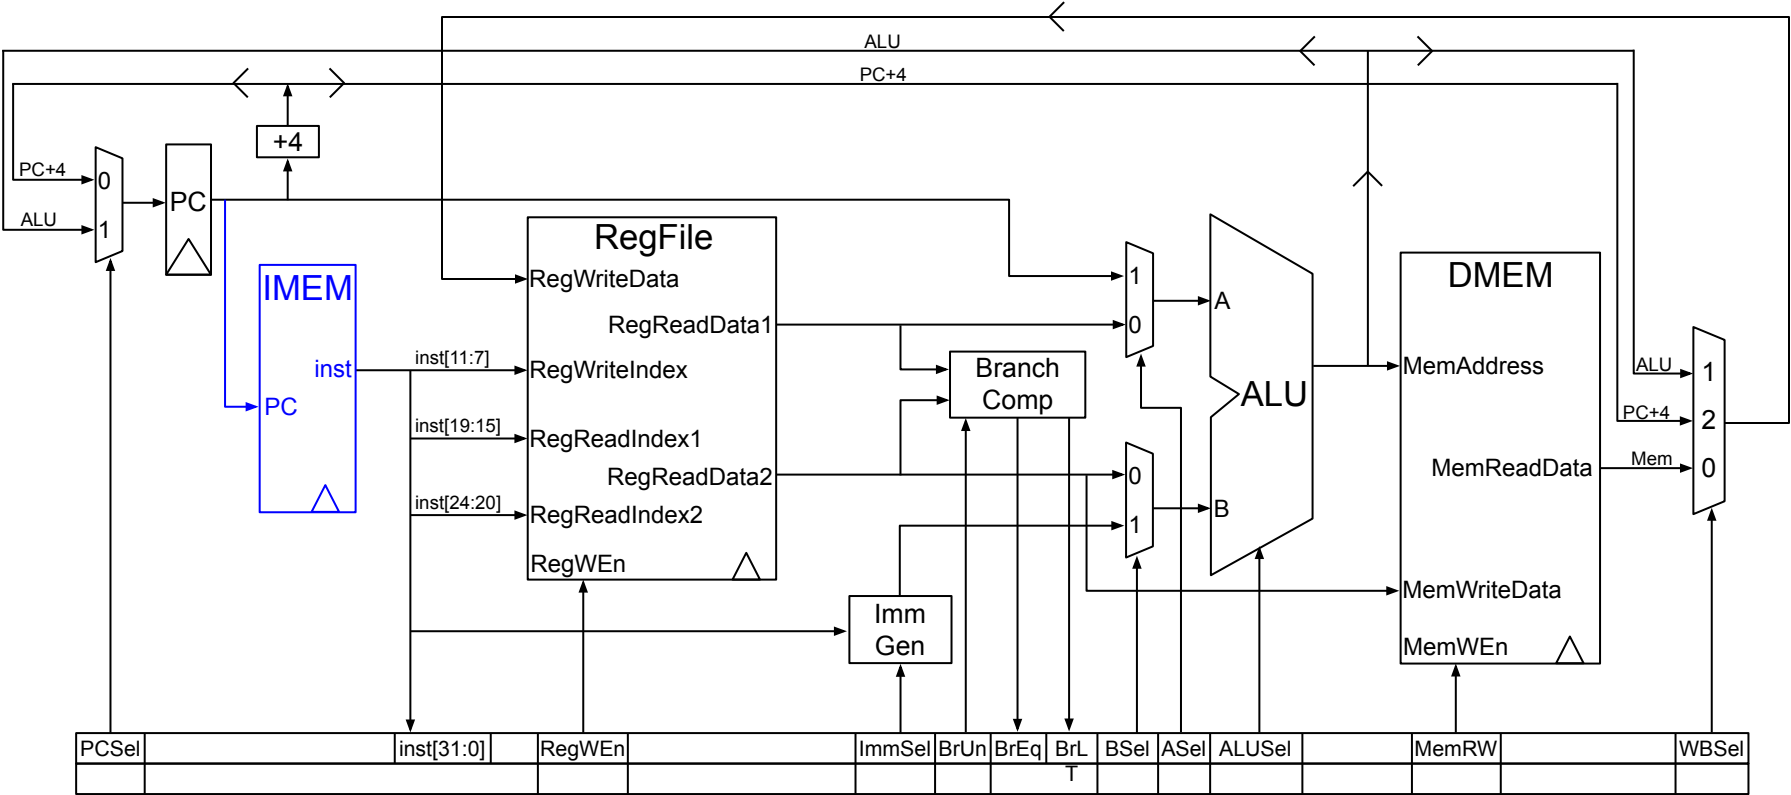 ALU
PC+4
+4
PC+4
0
PC
ALU
1
RegFile
IMEM
RegWriteData
1
DMEM
A
RegReadData1
0
inst
inst[11:7]
RegWriteIndex
Branch
Comp
ALU
MemAddress
ALU
1
PC
PC+4
2
inst[19:15]
RegReadIndex1
RegReadData2
0
MemReadData
Mem
0
inst[24:20]
RegReadIndex2
1
B
RegWEn
Imm
Gen
MemWriteData
MemWEn
PCSel
inst[31:0]
RegWEn
ImmSel
BrUn
BrEq
BrL
T
BSel
ASel
ALUSel
MemRW
WBSel